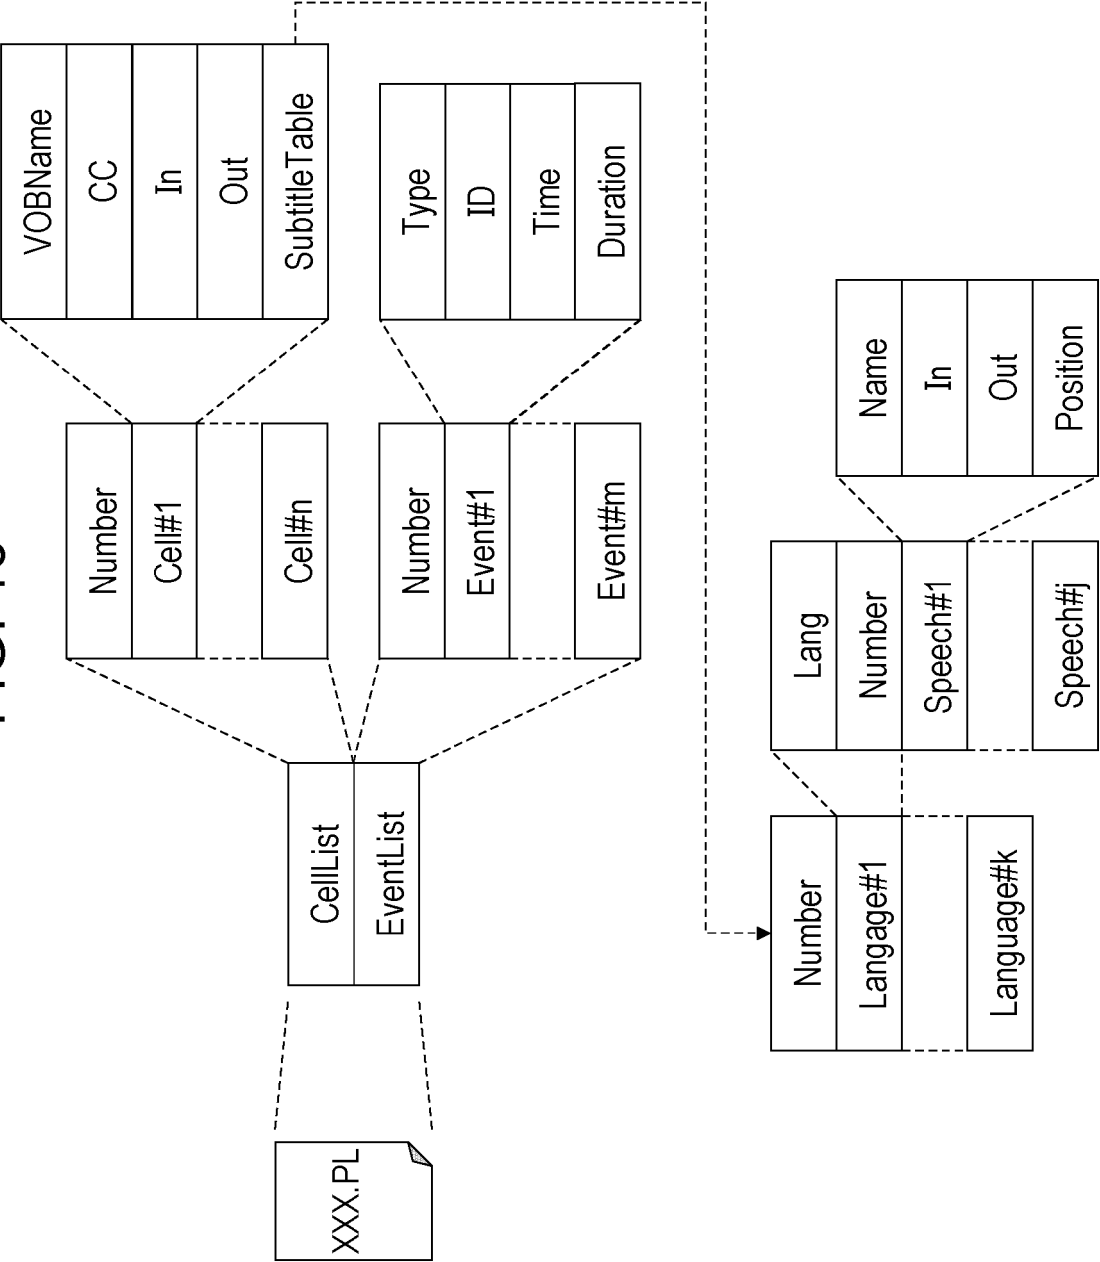 XXX.PL
CellList
EventList
Number
Cell#1
Cell#n
VOBName
CC
In
Out
SubtitleTable
Number
Event#1
Event#m
Type
ID
Time
Duration
Number
Langage#1
Language#k
Lang
Number
Speech#1
Speech#j
Name
In
Out
Position